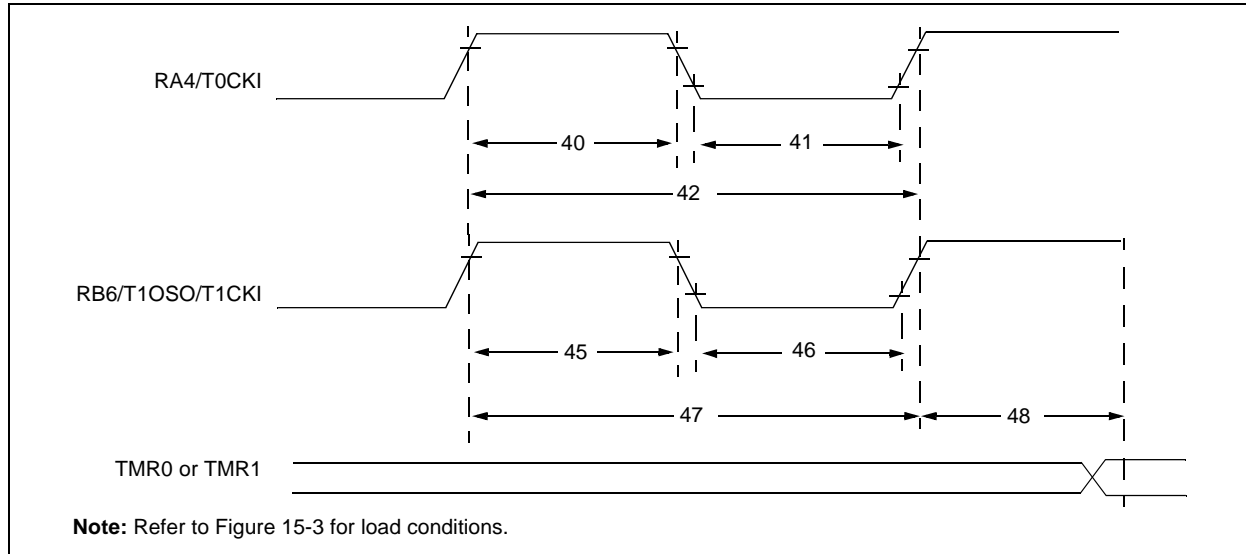 RA4/T0CKI
40
41
42
RB6/T1OSO/T1CKI
45
46
47
48
TMR0 or TMR1
Note: Refer to Figure 15-3 for load conditions.